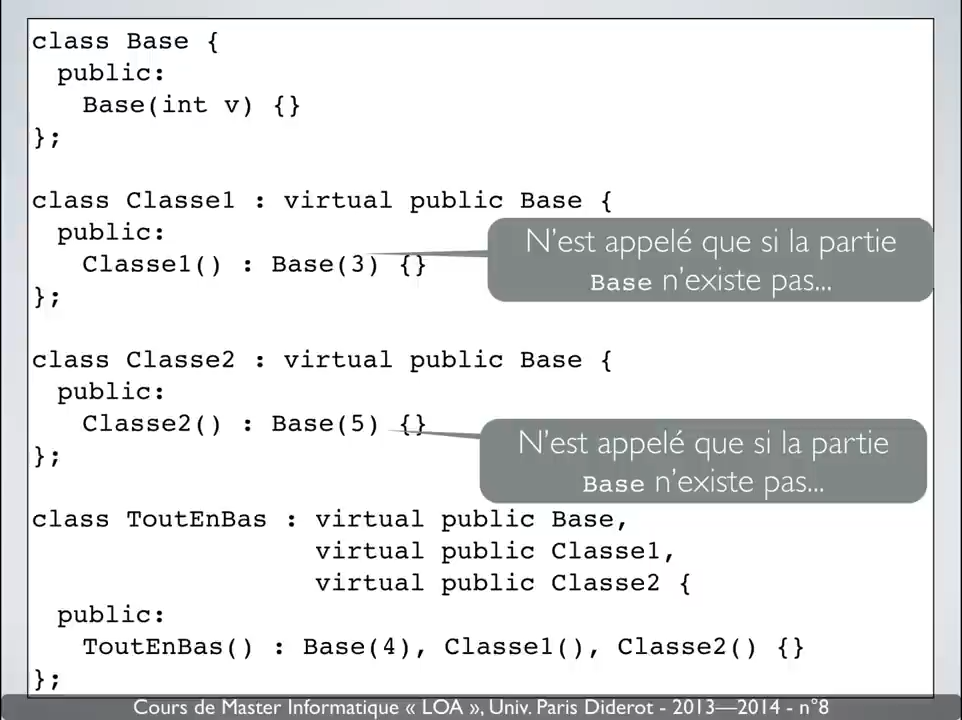 class Base {
public:
Base(int v) {}
};
class Classe1 : virtual public Base {
public:
Classe1() : Base(3) {}
};
N'est appelé que si la partie
Base n'existe pas...
class Classe2 : virtual public Base {
public:
Classe2() : Base(5) {}
};
N'est appelé que si la partie
Base n'existe pas...
class ToutEnBas : virtual public Base,
virtual public Classe1,
virtual public Classe2 {
public:
ToutEnBas() : Base(4), Classe1(), Classe2() {}
};
Cours de Master Informatique « LOA », Univ. Paris Diderot - 2013—2014 - n°8